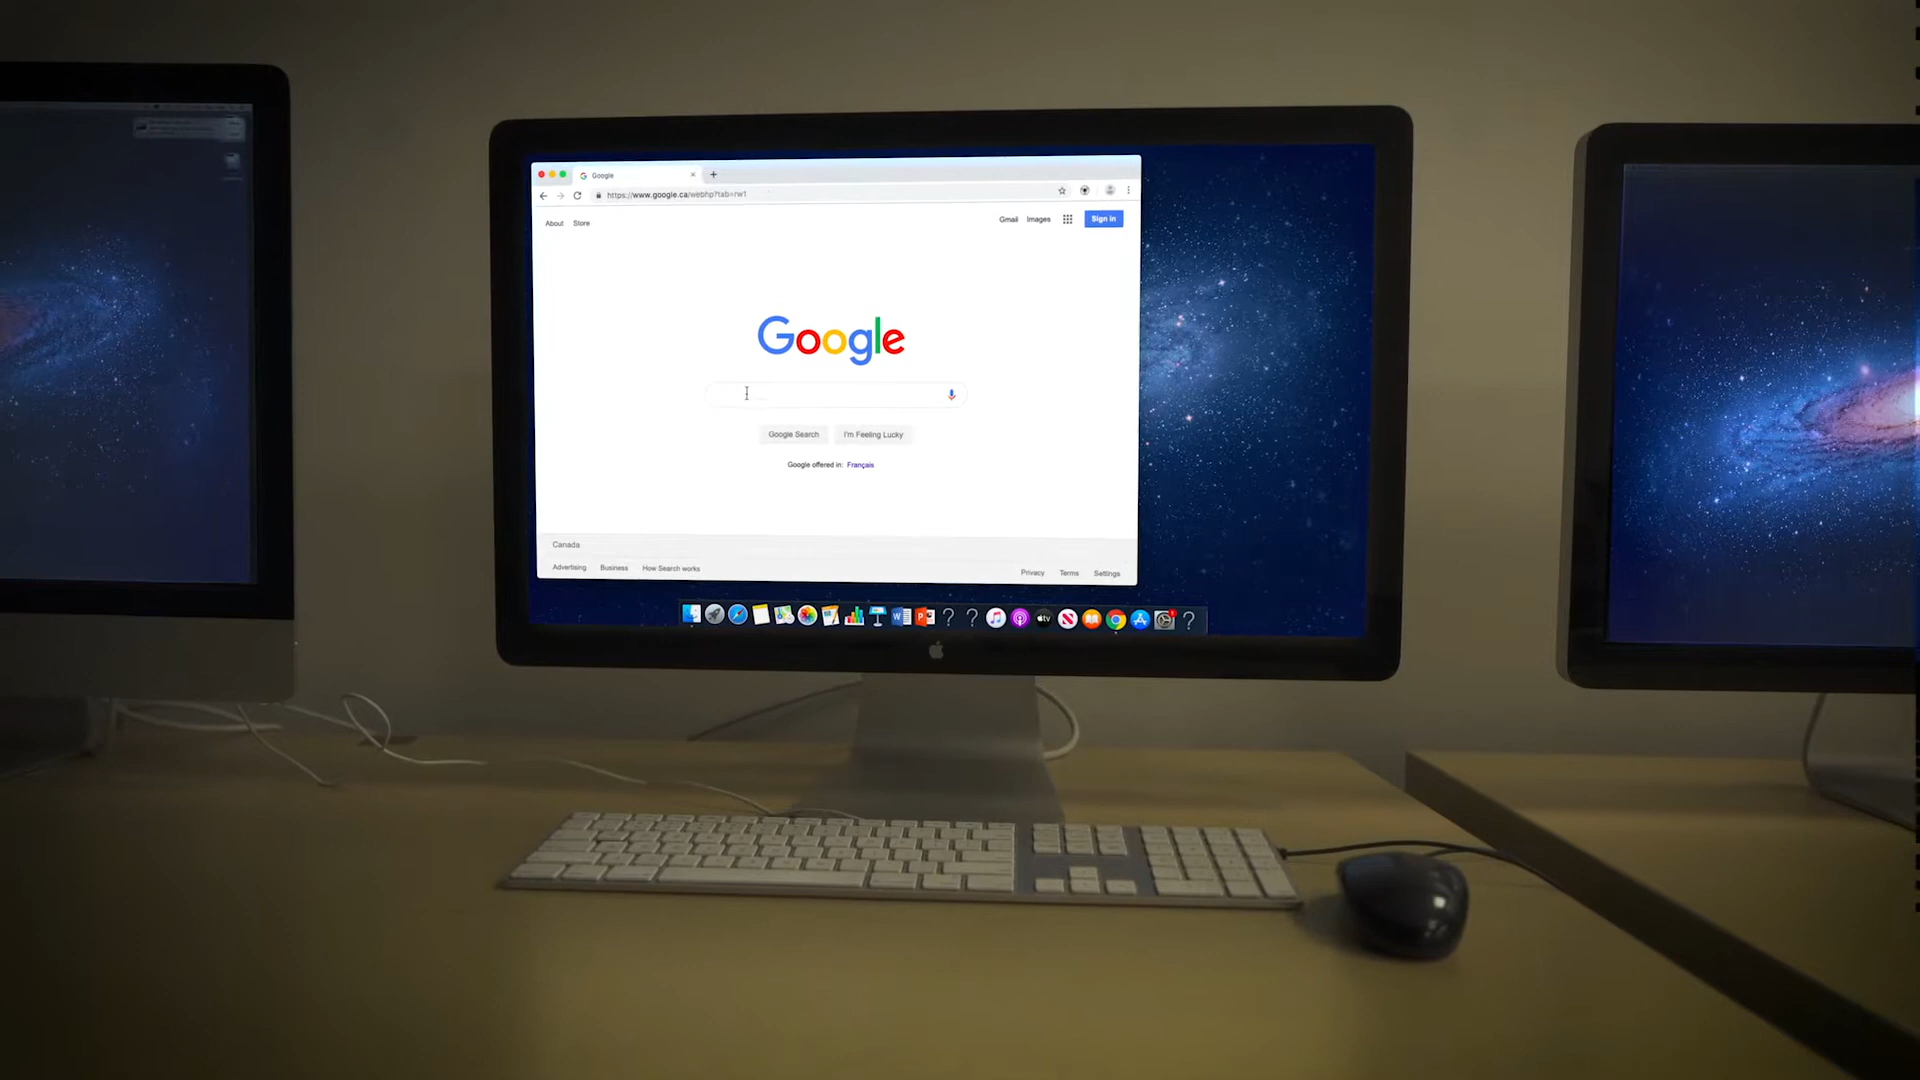 Google
https://www.google.ca/webhp?tab=rw1
About Store Gmail Images Sign in
Google
Google Search I'm Feeling Lucky
Google offered in: Français
Canada
Advertising Business How Search works Privacy Terms Settings
tv